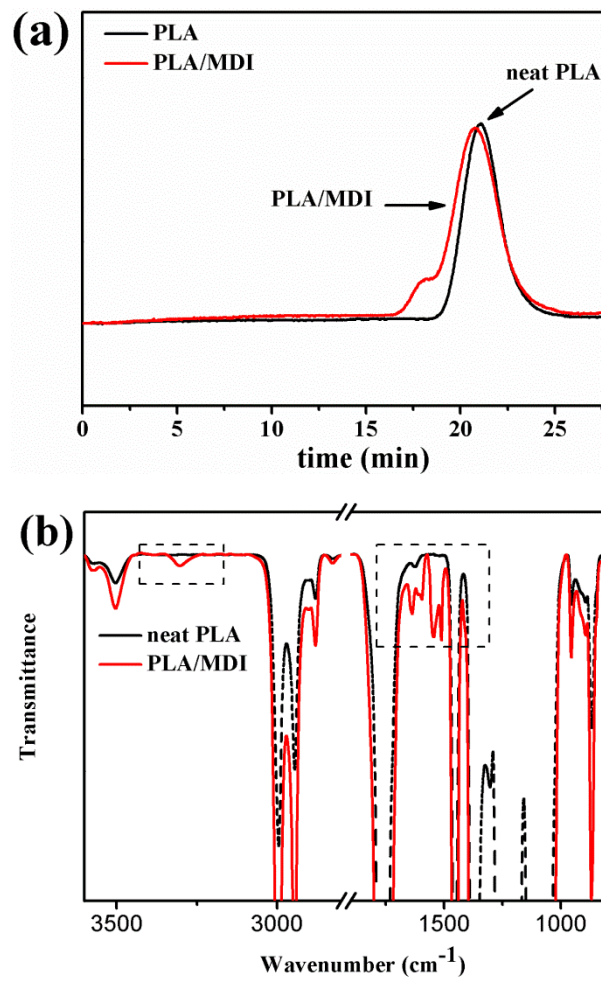 (a)
PLA
PLA/MDI
neat PLA
PLA/MDI
0 5 10 15 20 25
time (min)
(b)
neat PLA
PLA/MDI
Transmittance
3500 3000 1500 1000
Wavenumber (cm⁻¹)